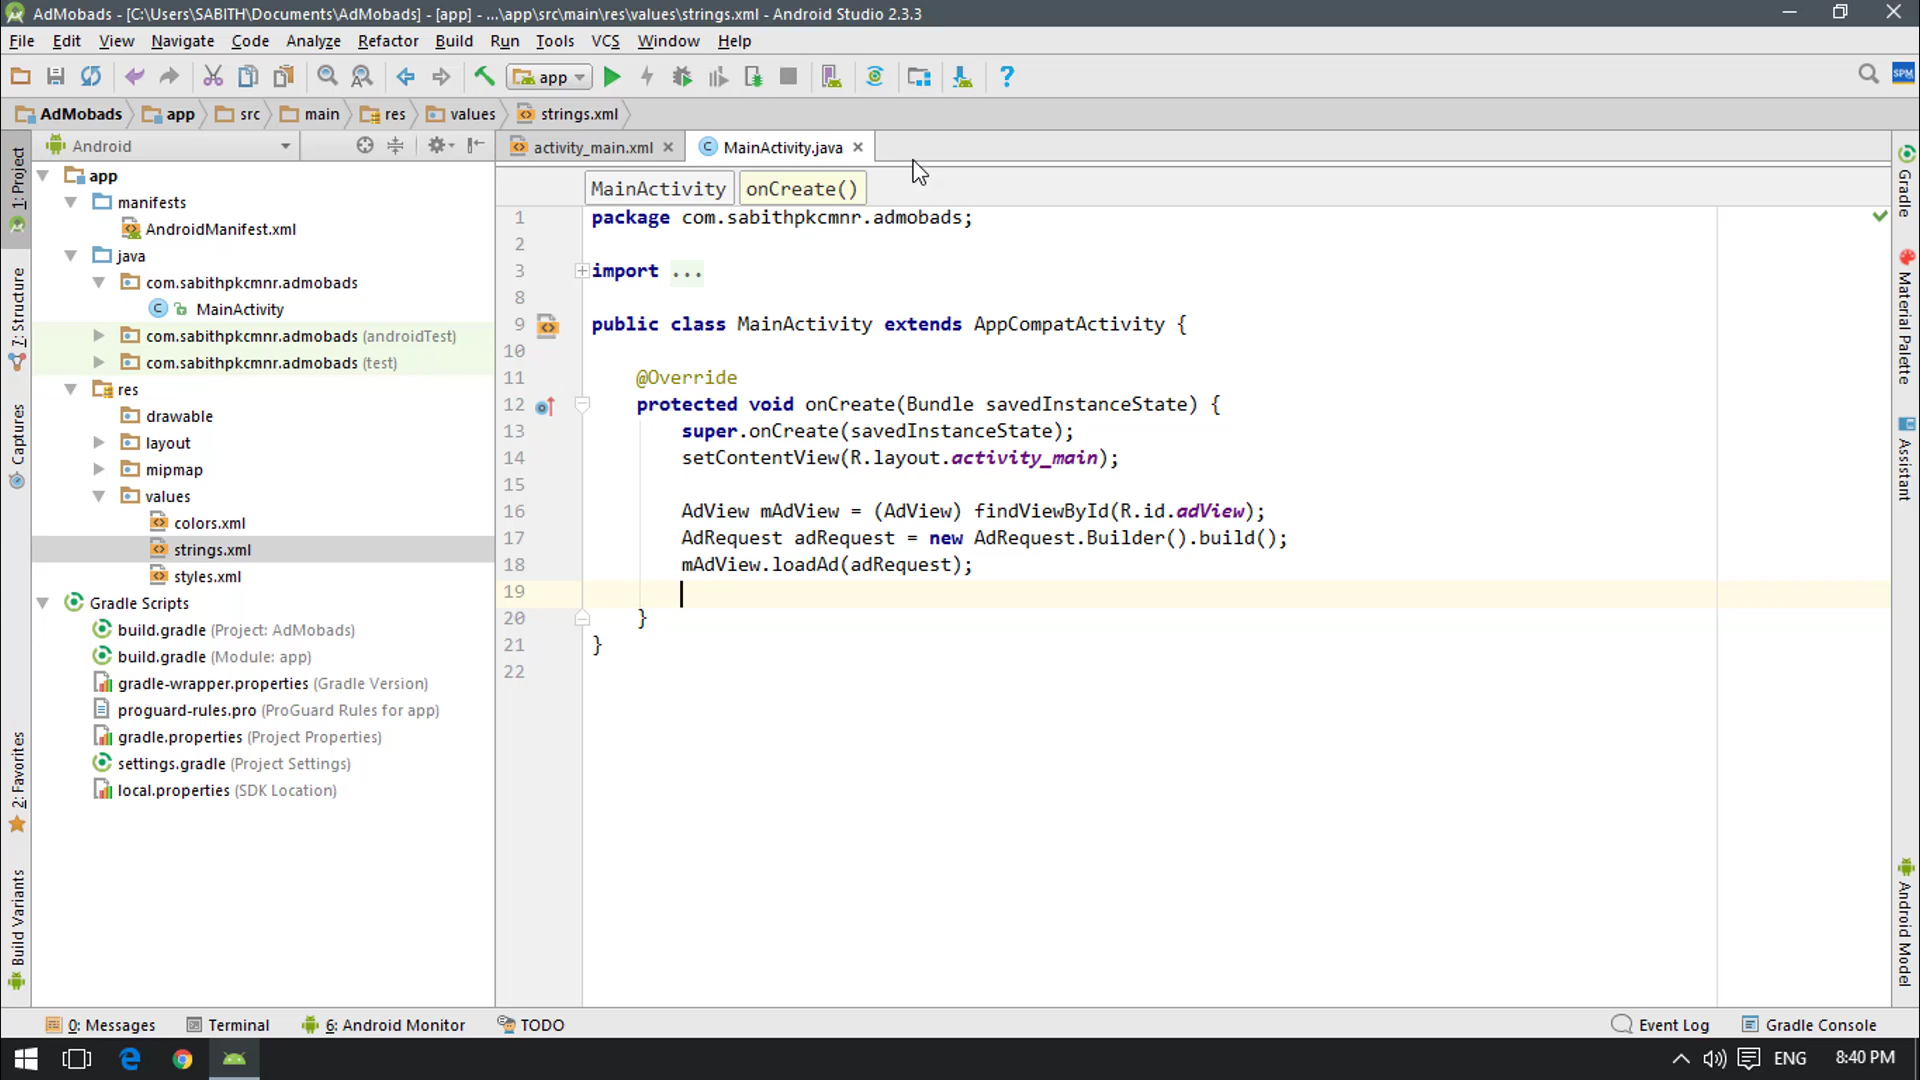 AdMobads - [C:\Users\SABITH\Documents\AdMobads] - [app] - ...\app\src\main\res\values\strings.xml - Android Studio 2.3.3
File Edit View Navigate Code Analyze Refactor Build Run Tools VCS Window Help
app
SPM
AdMobads app src main res values strings.xml
Android
activity_main.xml
MainActivity.java
MainActivity onCreate()
1: Project
7: Structure
Captures
2: Favorites
Build Variants
app
manifests
AndroidManifest.xml
java
com.sabithpkcmnr.admobads
MainActivity
com.sabithpkcmnr.admobads (androidTest)
com.sabithpkcmnr.admobads (test)
res
drawable
layout
mipmap
values
colors.xml
strings.xml
styles.xml
Gradle Scripts
build.gradle (Project: AdMobads)
build.gradle (Module: app)
gradle-wrapper.properties (Gradle Version)
proguard-rules.pro (ProGuard Rules for app)
gradle.properties (Project Properties)
settings.gradle (Project Settings)
local.properties (SDK Location)
1 package com.sabithpkcmnr.admobads;
2
3 import ...
8
9 public class MainActivity extends AppCompatActivity {
10
11 @Override
12 protected void onCreate(Bundle savedInstanceState) {
13 super.onCreate(savedInstanceState);
14 setContentView(R.layout.activity_main);
15
16 AdView mAdView = (AdView) findViewById(R.id.adView);
17 AdRequest adRequest = new AdRequest.Builder().build();
18 mAdView.loadAd(adRequest);
19
20 }
21 }
22
Gradle
Material Palette
Assistant
Android Model
0: Messages Terminal 6: Android Monitor TODO Event Log Gradle Console
ENG 8:40 PM